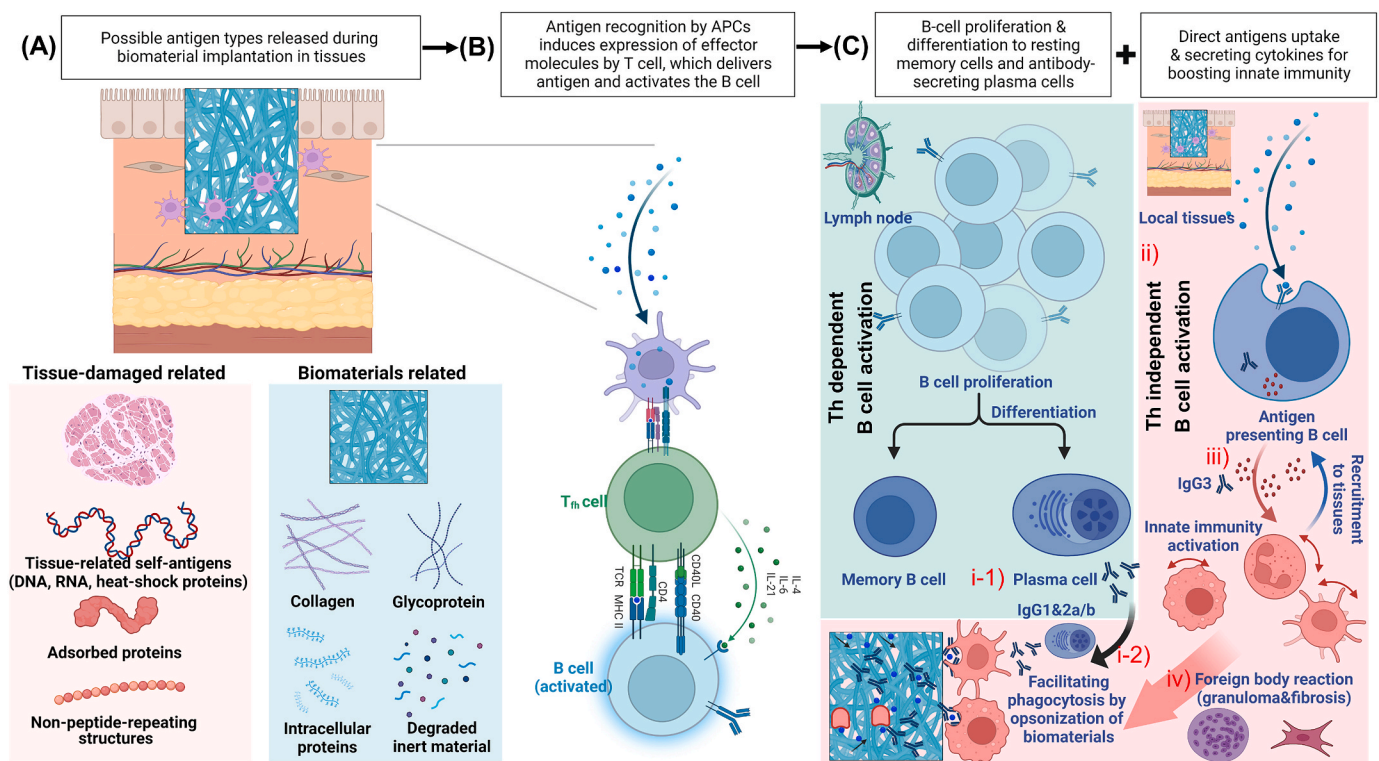 (A)
Possible antigen types released during
biomaterial implantation in tissues
(B)
Antigen recognition by APCs
induces expression of effector
molecules by T cell, which delivers
antigen and activates the B cell
(C)
B-cell proliferation &
differentiation to resting
memory cells and antibody-
secreting plasma cells
+
Direct antigens uptake
& secreting cytokines for
boosting innate immunity
Tissue-damaged related
Tissue-related self-antigens
(DNA, RNA, heat-shock proteins)
Adsorbed proteins
Non-peptide-repeating
structures
Biomaterials related
Collagen
Glycoprotein
Intracellular
proteins
Degraded
inert material
Tfh cell
TCR
MHC II
CD4
CD40L
CD40
IL-4
IL-6
IL-21
B cell
(activated)
Lymph node
Th dependent
B cell activation
B cell proliferation
Differentiation
Memory B cell
i-1)
Plasma cell
IgG1&2a/b
i-2)
Facilitating
phagocytosis by
opsonization of
biomaterials
Local tissues
ii)
Th independent
B cell activation
Antigen
presenting B cell
iii)
IgG3
Recruitment
to tissues
Innate immunity
activation
iv)
Foreign body reaction
(granuloma&fibrosis)